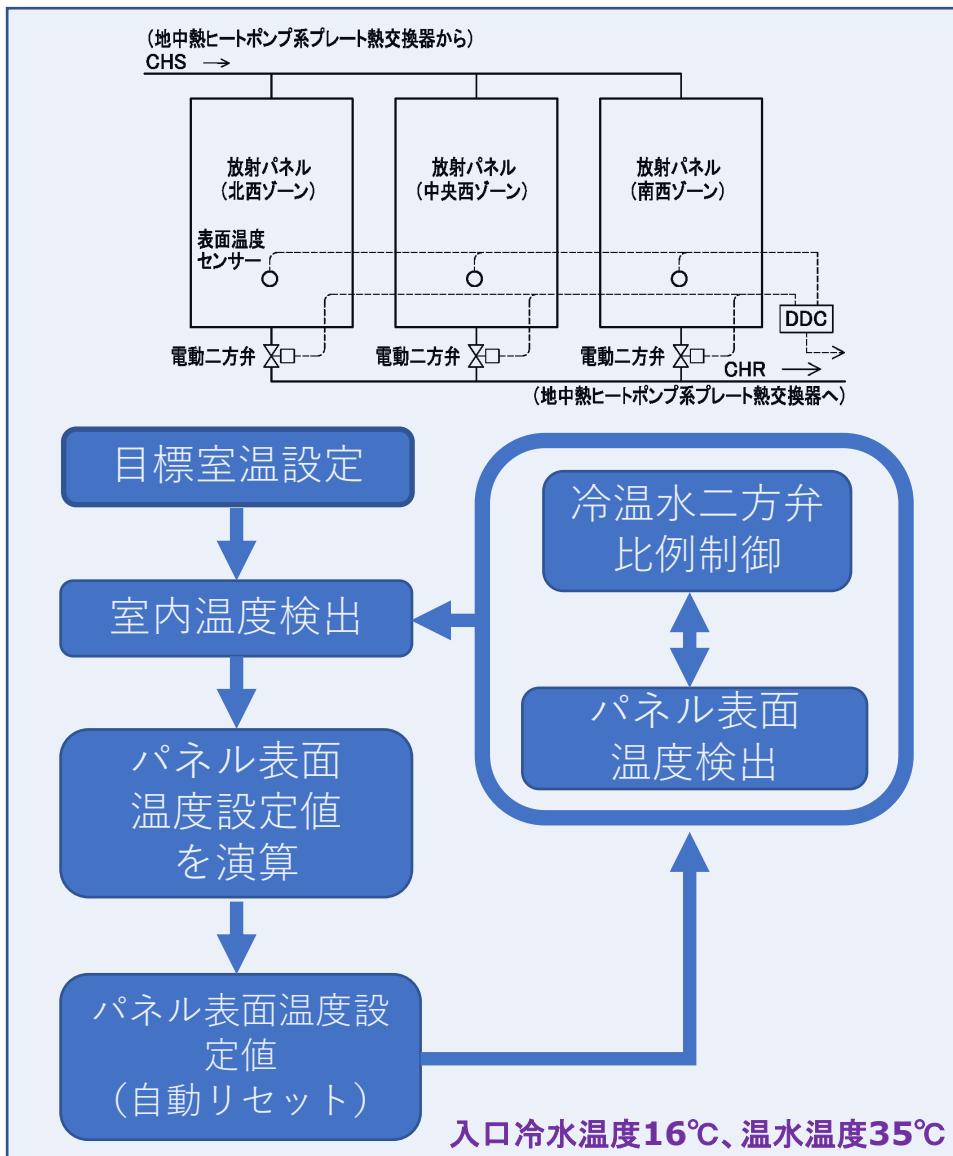 (地中熱ヒートポンプ系プレート熱交換器から)
CHS →
放射パネル
(北西ゾーン)
放射パネル
(中央西ゾーン)
放射パネル
(南西ゾーン)
表面温度
センサー
DDC
電動二方弁
電動二方弁
電動二方弁
CHR →
(地中熱ヒートポンプ系プレート熱交換器へ)
目標室温設定
室内温度検出
パネル表面
温度設定値
を演算
パネル表面温度設
定値
（自動リセット）
冷温水二方弁
比例制御
パネル表面
温度検出
入口冷水温度16℃、温水温度35℃